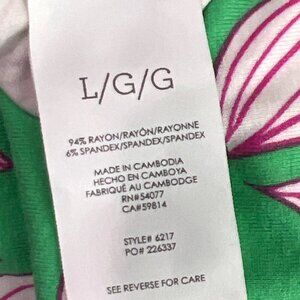 L/G/G
94% RAYON/RAYÓN/RAYONNE
6% SPANDEX/SPANDEX/SPANDEX
MADE IN CAMBODIA
HECHO EN CAMBOYA
FABRIQUÉ AU CAMBODGE
RN#54077
CA#59814
STYLE# 6217
PO# 226337
SEE REVERSE FOR CARE